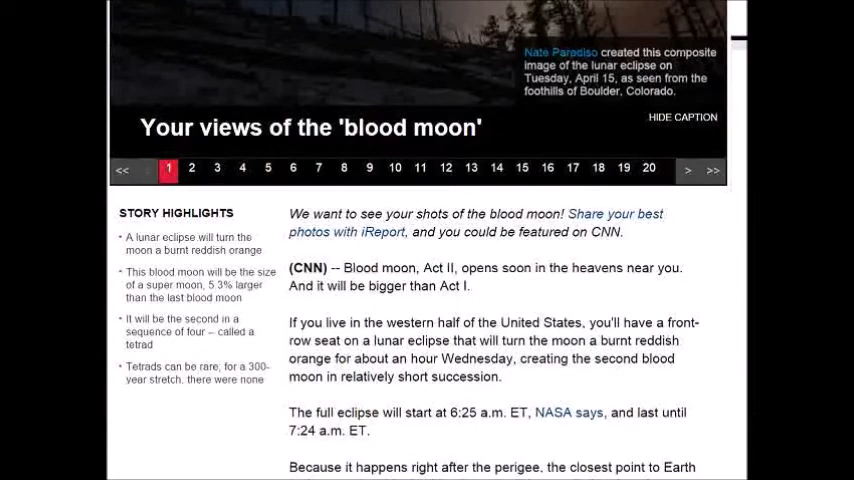 Nate Paradiso created this composite
image of the lunar eclipse on
Tuesday, April 15, as seen from the
foothills of Boulder, Colorado.
HIDE CAPTION
Your views of the 'blood moon'
<< 1 2 3 4 5 6 7 8 9 10 11 12 13 14 15 16 17 18 19 20 > >>
STORY HIGHLIGHTS
A lunar eclipse will turn the
moon a burnt reddish orange
This blood moon will be the size
of a super moon, 5.3% larger
than the last blood moon
It will be the second in a
sequence of four -- called a
tetrad
Tetrads can be rare; for a 300-
year stretch, there were none
We want to see your shots of the blood moon! Share your best
photos with iReport, and you could be featured on CNN.
(CNN) -- Blood moon, Act II, opens soon in the heavens near you.
And it will be bigger than Act I.
If you live in the western half of the United States, you'll have a front-
row seat on a lunar eclipse that will turn the moon a burnt reddish
orange for about an hour Wednesday, creating the second blood
moon in relatively short succession.
The full eclipse will start at 6:25 a.m. ET, NASA says, and last until
7:24 a.m. ET.
Because it happens right after the perigee, the closest point to Earth